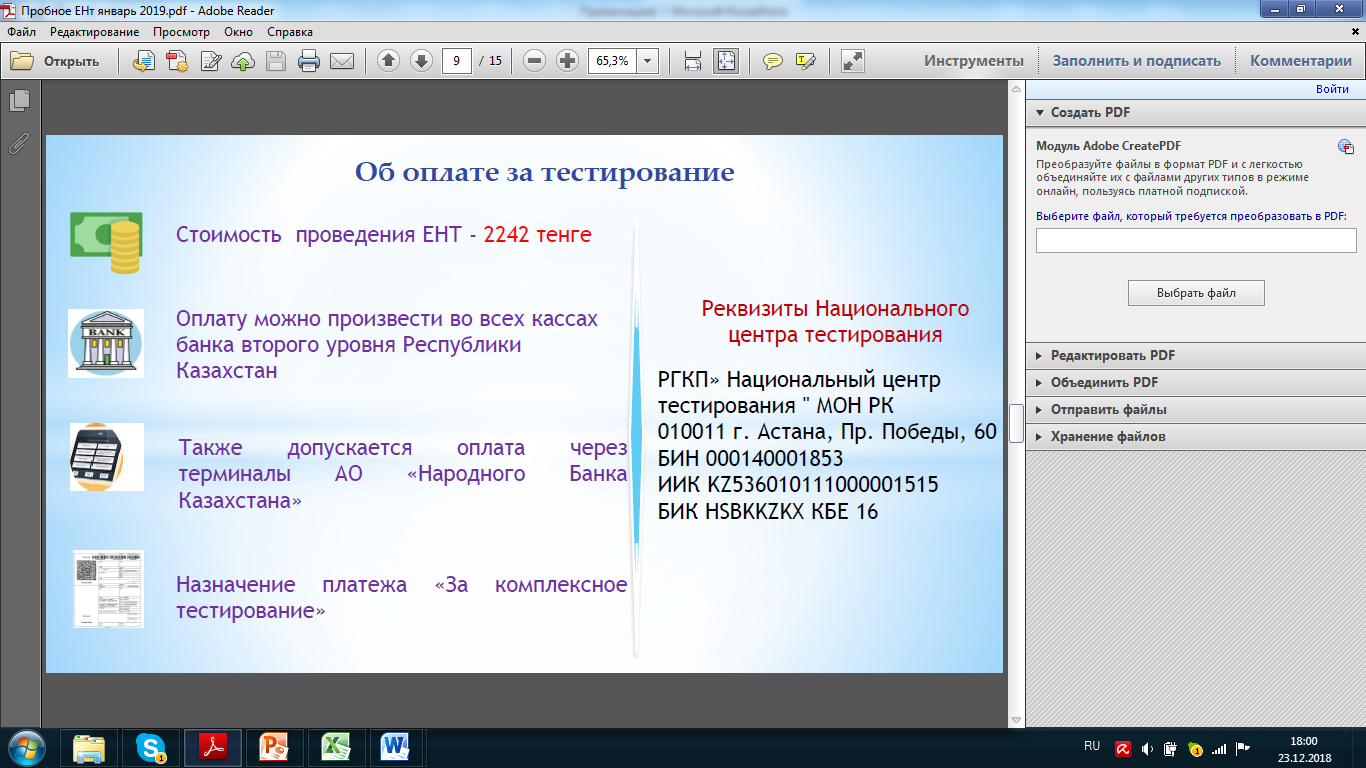 Пробное ЕНт январь 2019.pdf - Adobe Reader
Файл Редактирование Просмотр Окно Справка
Открыть
9 / 15
65,3%
Инструменты Заполнить и подписать Комментарии
Войти
Об оплате за тестирование
Стоимость проведения ЕНТ - 2242 тенге
BANK
Оплату можно произвести во всех кассах
банка второго уровня Республики
Казахстан
Также допускается оплата через
терминалы АО «Народного Банка
Казахстана»
Назначение платежа «За комплексное
тестирование»
Реквизиты Национального
центра тестирования
РГКП» Национальный центр
тестирования " МОН РК
010011 г. Астана, Пр. Победы, 60
БИН 000140001853
ИИК KZ536010111000001515
БИК HSBKKZKX КБЕ 16
Создать PDF
Модуль Adobe CreatePDF
Преобразуйте файлы в формат PDF и с легкостью
объединяйте их с файлами других типов в режиме
онлайн, пользуясь платной подпиской.
Выберите файл, который требуется преобразовать в PDF:
Выбрать файл
Редактировать PDF
Объединить PDF
Отправить файлы
Хранение файлов
RU
18:00
23.12.2018